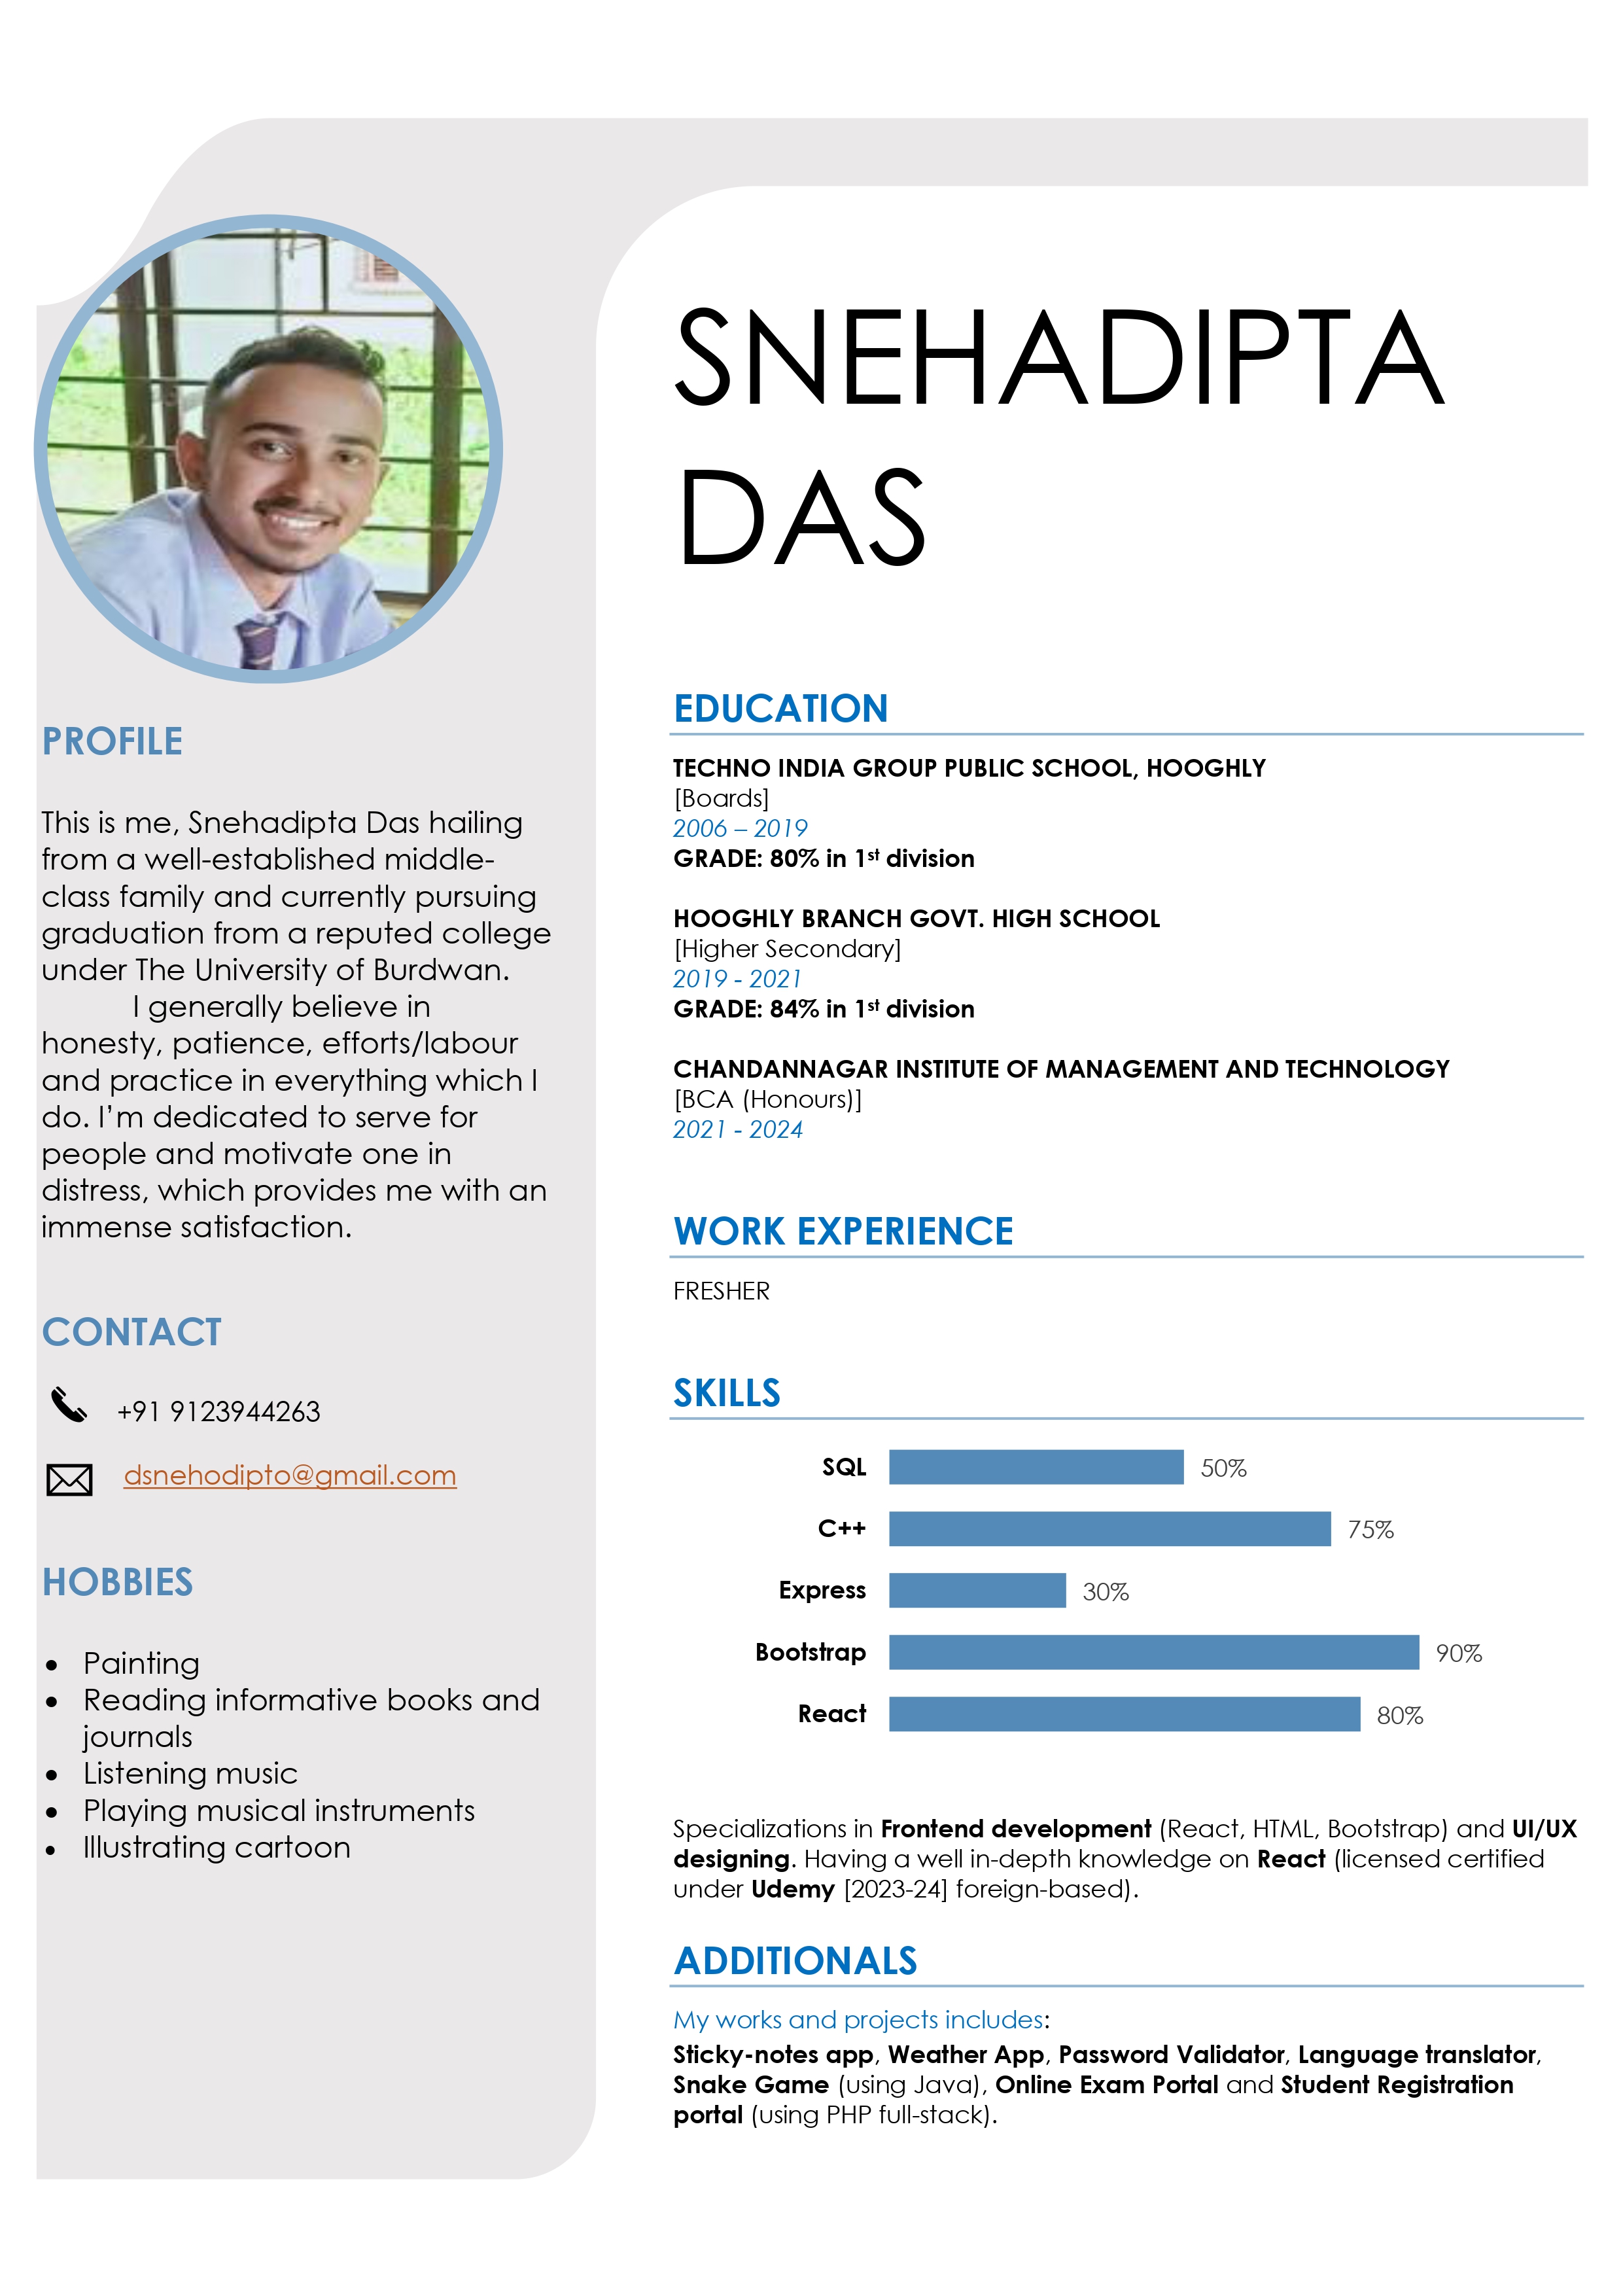 SNEHADIPTA
DAS
PROFILE
This is me, Snehadipta Das hailing
from a well-established middle-
class family and currently pursuing
graduation from a reputed college
under The University of Burdwan.
I generally believe in
honesty, patience, efforts/labour
and practice in everything which I
do. I’m dedicated to serve for
people and motivate one in
distress, which provides me with an
immense satisfaction.
CONTACT
+91 9123944263
dsnehodipto@gmail.com
HOBBIES
• Painting
• Reading informative books and
journals
• Listening music
• Playing musical instruments
• Illustrating cartoon
EDUCATION
TECHNO INDIA GROUP PUBLIC SCHOOL, HOOGHLY
[Boards]
2006 – 2019
GRADE: 80% in 1st division
HOOGHLY BRANCH GOVT. HIGH SCHOOL
[Higher Secondary]
2019 - 2021
GRADE: 84% in 1st division
CHANDANNAGAR INSTITUTE OF MANAGEMENT AND TECHNOLOGY
[BCA (Honours)]
2021 - 2024
WORK EXPERIENCE
FRESHER
SKILLS
SQL 50%
C++ 75%
Express 30%
Bootstrap 90%
React 80%
Specializations in Frontend development (React, HTML, Bootstrap) and UI/UX
designing. Having a well in-depth knowledge on React (licensed certified
under Udemy [2023-24] foreign-based).
ADDITIONALS
My works and projects includes:
Sticky-notes app, Weather App, Password Validator, Language translator,
Snake Game (using Java), Online Exam Portal and Student Registration
portal (using PHP full-stack).